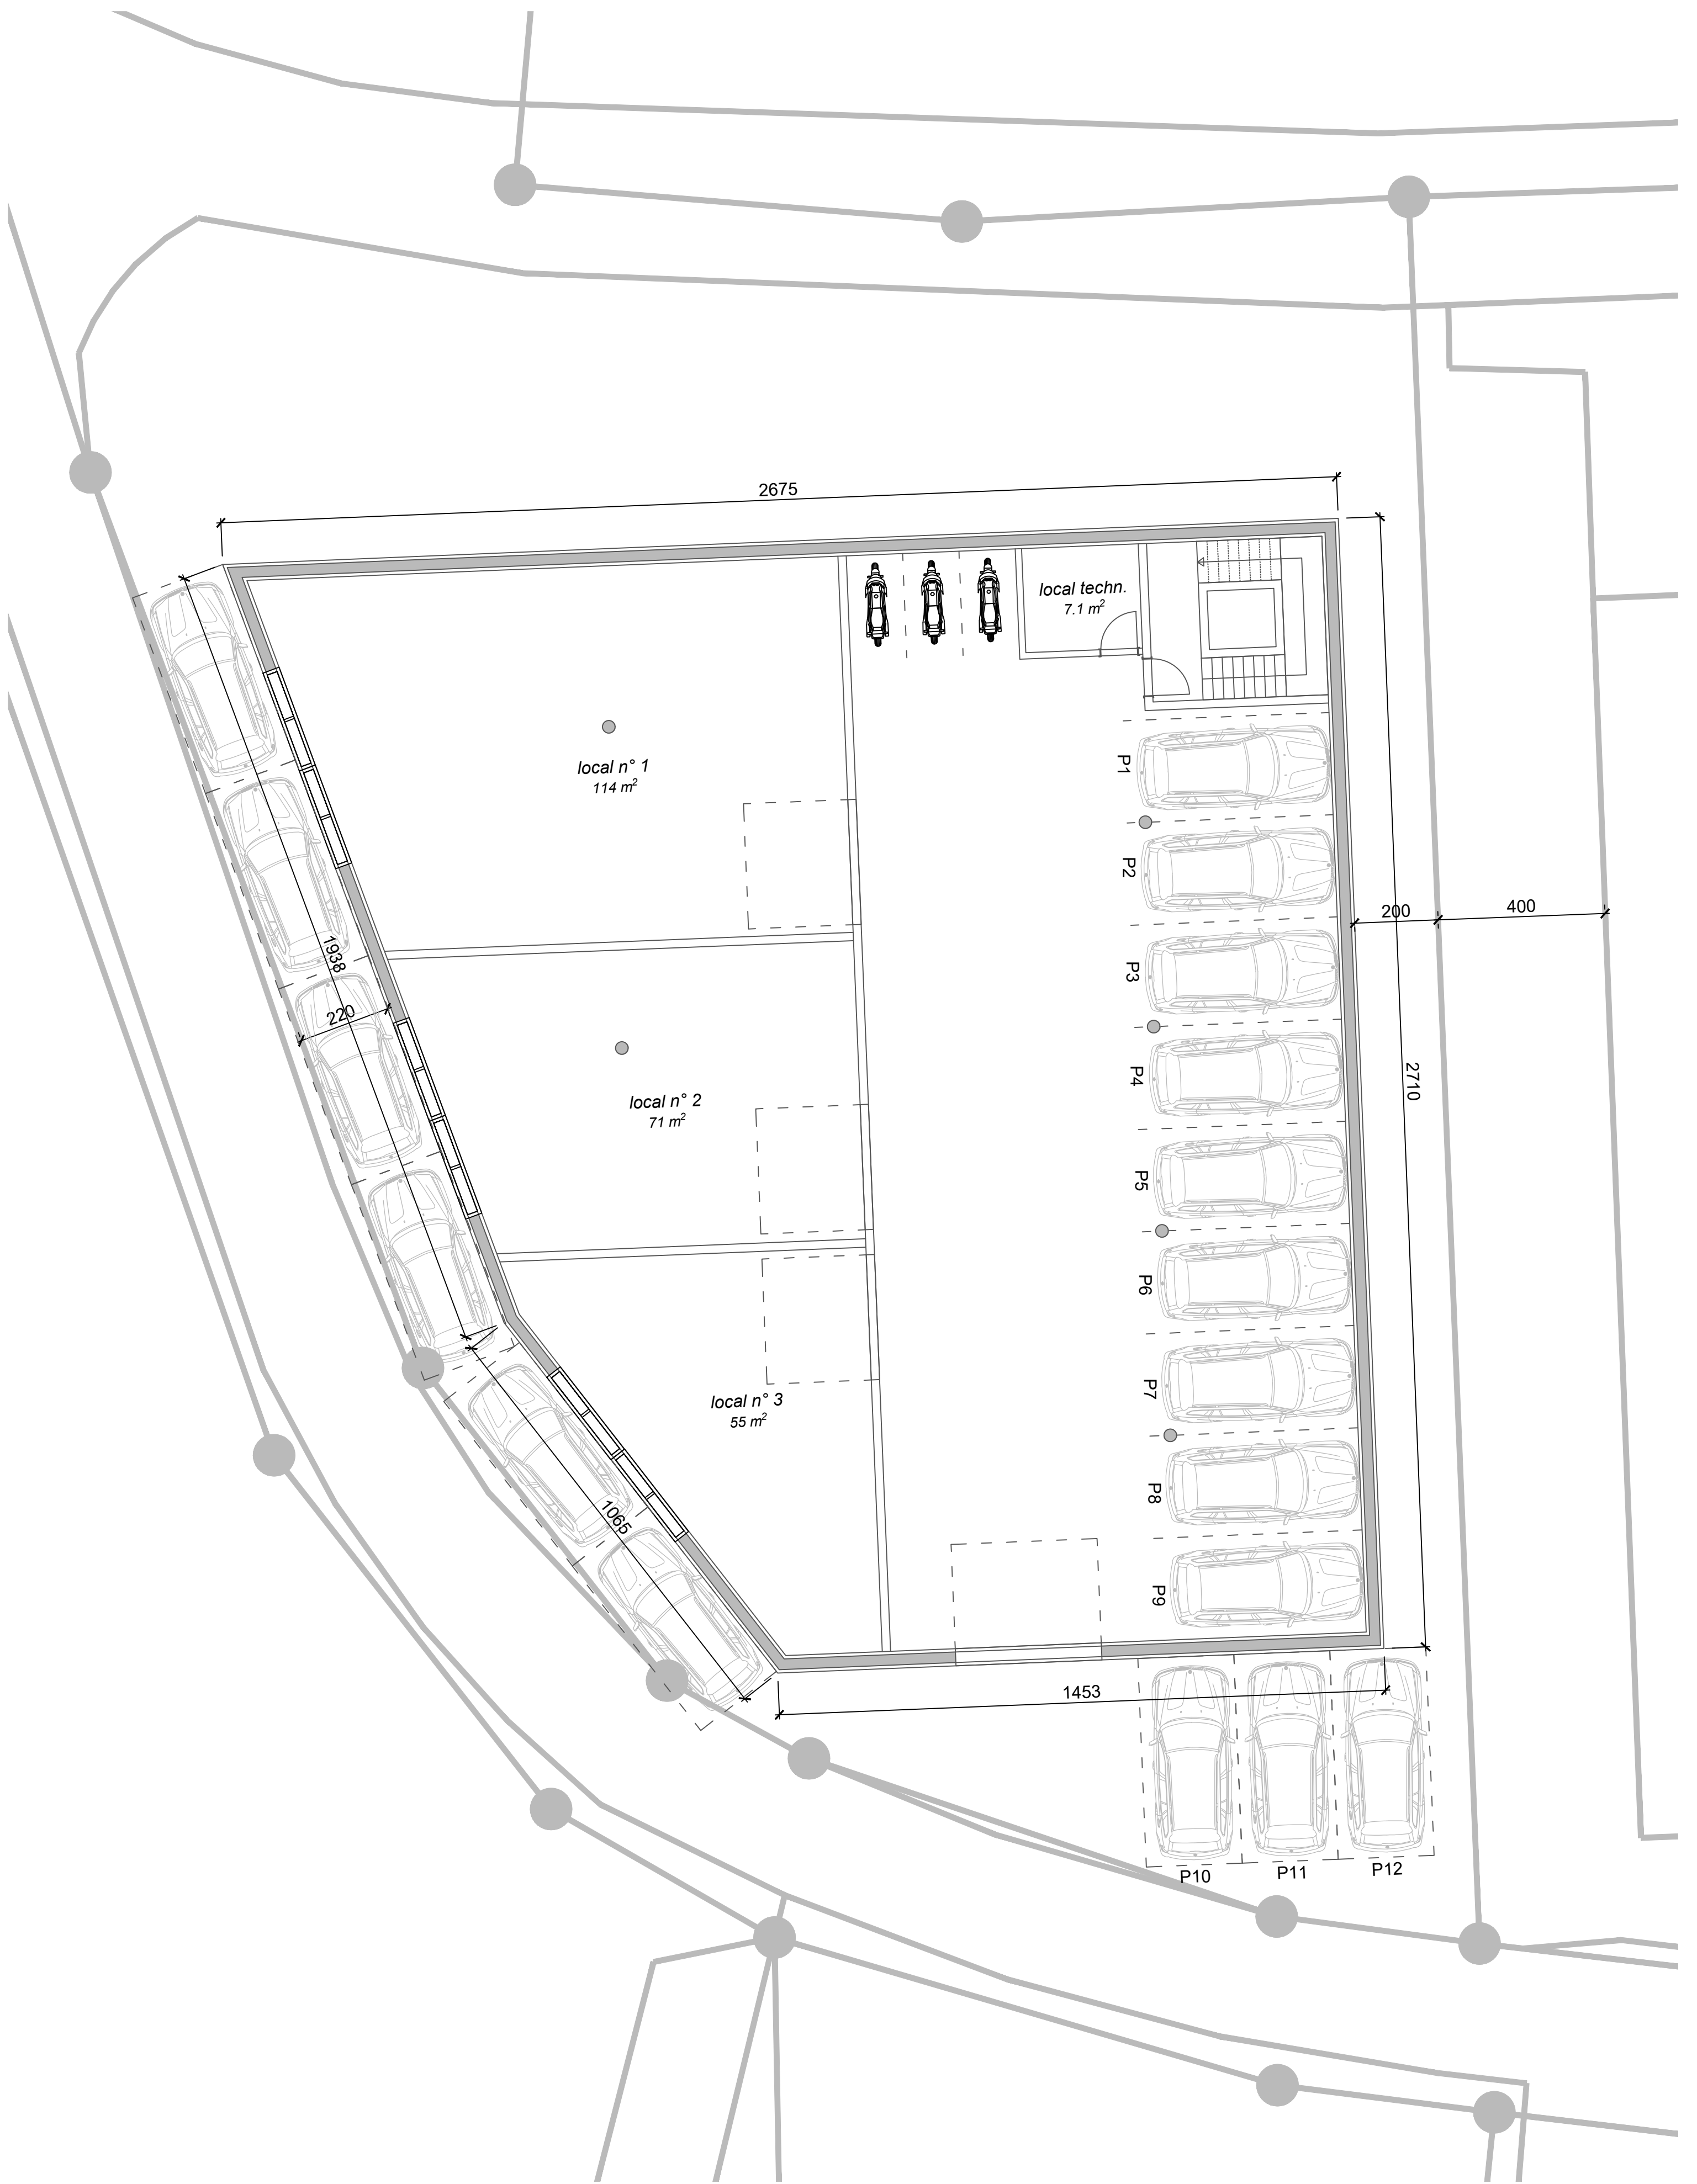 2675
local techn.
7.1 m²
local n° 1
114 m²
P1
P2
200
400
1938
P3
220
P4
2710
local n° 2
71 m²
P5
P6
P7
local n° 3
55 m²
P8
1065
P9
1453
P10
P11
P12